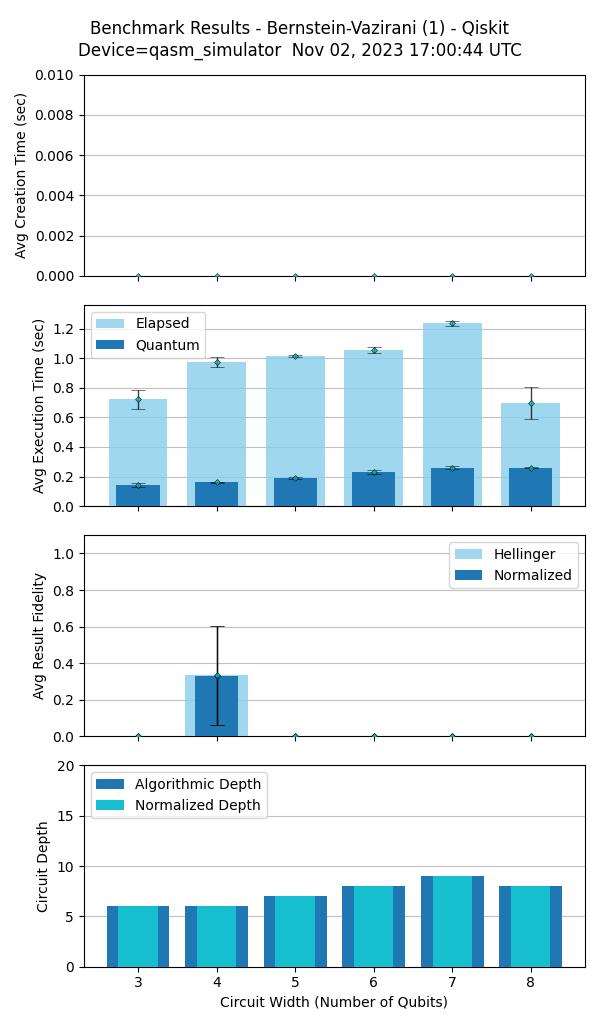 Benchmark Results - Bernstein-Vazirani (1) - Qiskit
Device=qasm_simulator  Nov 02, 2023 17:00:44 UTC
Avg Creation Time (sec)
0.010
0.008
0.006
0.004
0.002
0.000
Avg Execution Time (sec)
Elapsed
Quantum
1.2
1.0
0.8
0.6
0.4
0.2
0.0
Avg Result Fidelity
Hellinger
Normalized
1.0
0.8
0.6
0.4
0.2
0.0
Circuit Depth
Algorithmic Depth
Normalized Depth
20
15
10
5
0
3 4 5 6 7 8
Circuit Width (Number of Qubits)